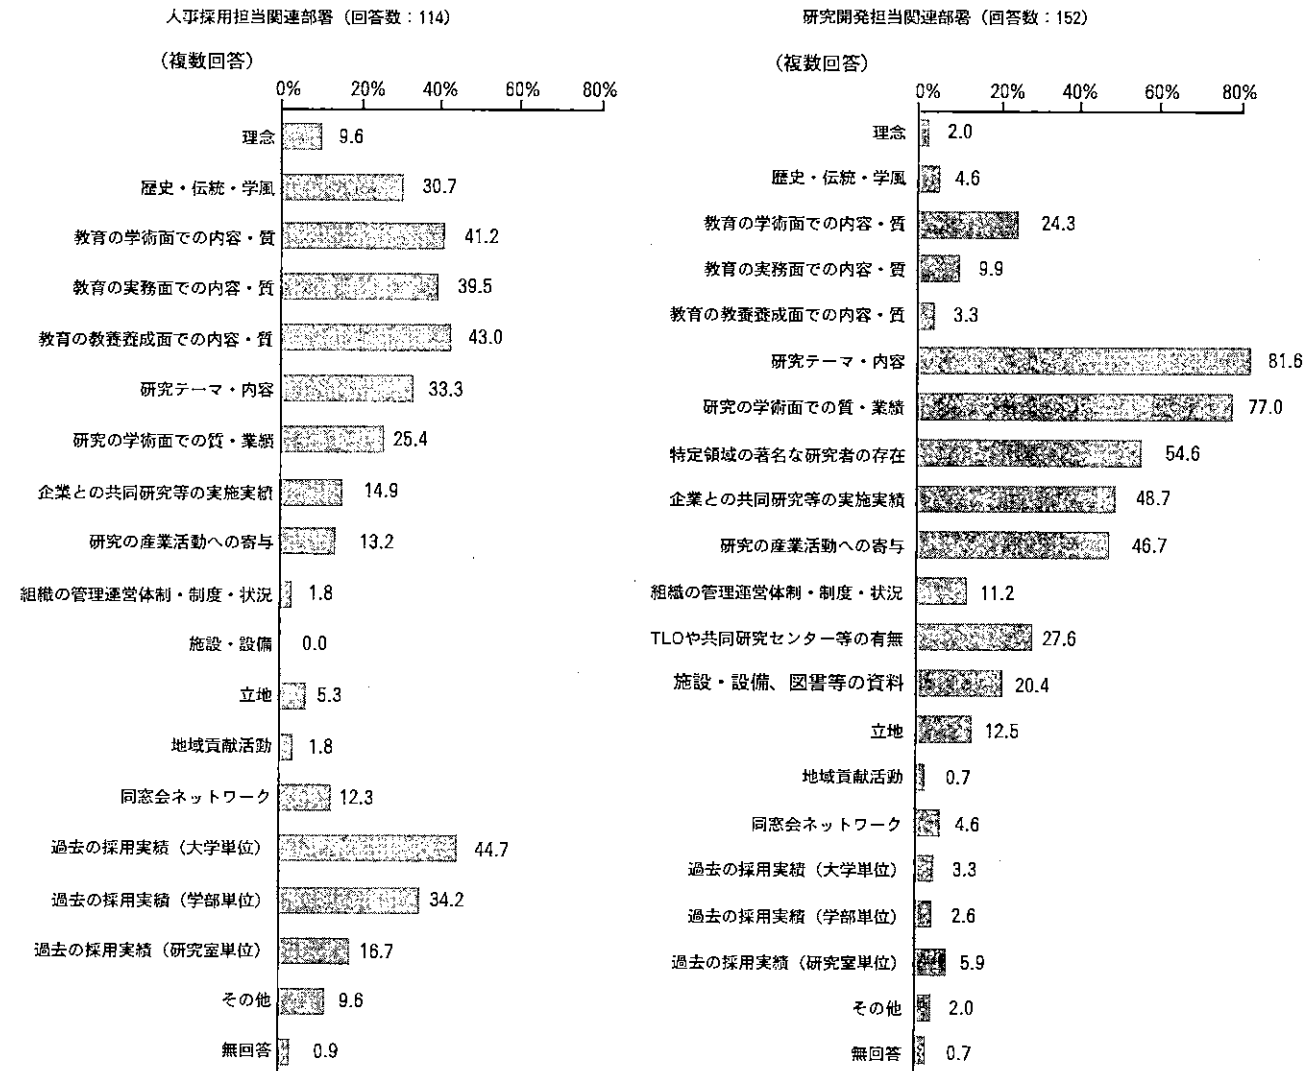 人事採用担当関連部署（回答数：114）
（複数回答）
0% 20% 40% 60% 80%
理念 9.6
歴史・伝統・学風 30.7
教育の学術面での内容・質 41.2
教育の実務面での内容・質 39.5
教育の教養養成面での内容・質 43.0
研究テーマ・内容 33.3
研究の学術面での質・業績 25.4
企業との共同研究等の実施実績 14.9
研究の産業活動への寄与 13.2
組織の管理運営体制・制度・状況 1.8
施設・設備 0.0
立地 5.3
地域貢献活動 1.8
同窓会ネットワーク 12.3
過去の採用実績（大学単位） 44.7
過去の採用実績（学部単位） 34.2
過去の採用実績（研究室単位） 16.7
その他 9.6
無回答 0.9
研究開発担当関連部署（回答数：152）
（複数回答）
0% 20% 40% 60% 80%
理念 2.0
歴史・伝統・学風 4.6
教育の学術面での内容・質 24.3
教育の実務面での内容・質 9.9
教育の教養養成面での内容・質 3.3
研究テーマ・内容 81.6
研究の学術面での質・業績 77.0
特定領域の著名な研究者の存在 54.6
企業との共同研究等の実施実績 48.7
研究の産業活動への寄与 46.7
組織の管理運営体制・制度・状況 11.2
TLOや共同研究センター等の有無 27.6
施設・設備、図書等の資料 20.4
立地 12.5
地域貢献活動 0.7
同窓会ネットワーク 4.6
過去の採用実績（大学単位） 3.3
過去の採用実績（学部単位） 2.6
過去の採用実績（研究室単位） 5.9
その他 2.0
無回答 0.7